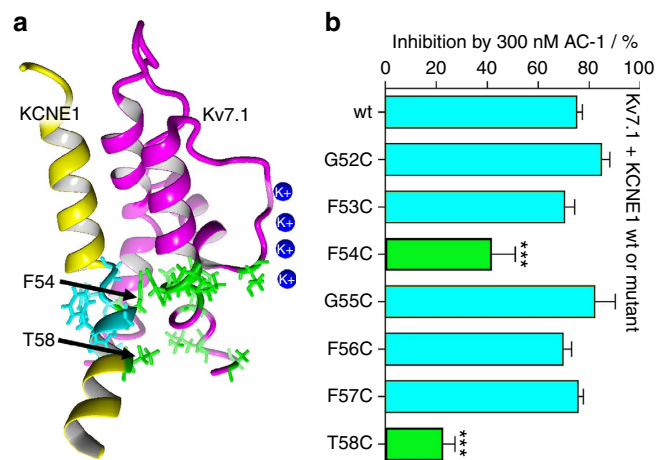 a
KCNE1
Kv7.1
K+
K+
K+
K+
F54
T58
b
Inhibition by 300 nM AC-1 / %
0 20 40 60 80 100
wt
G52C
F53C
F54C
***
G55C
F56C
F57C
T58C
***
Kv7.1 + KCNE1 wt or mutant